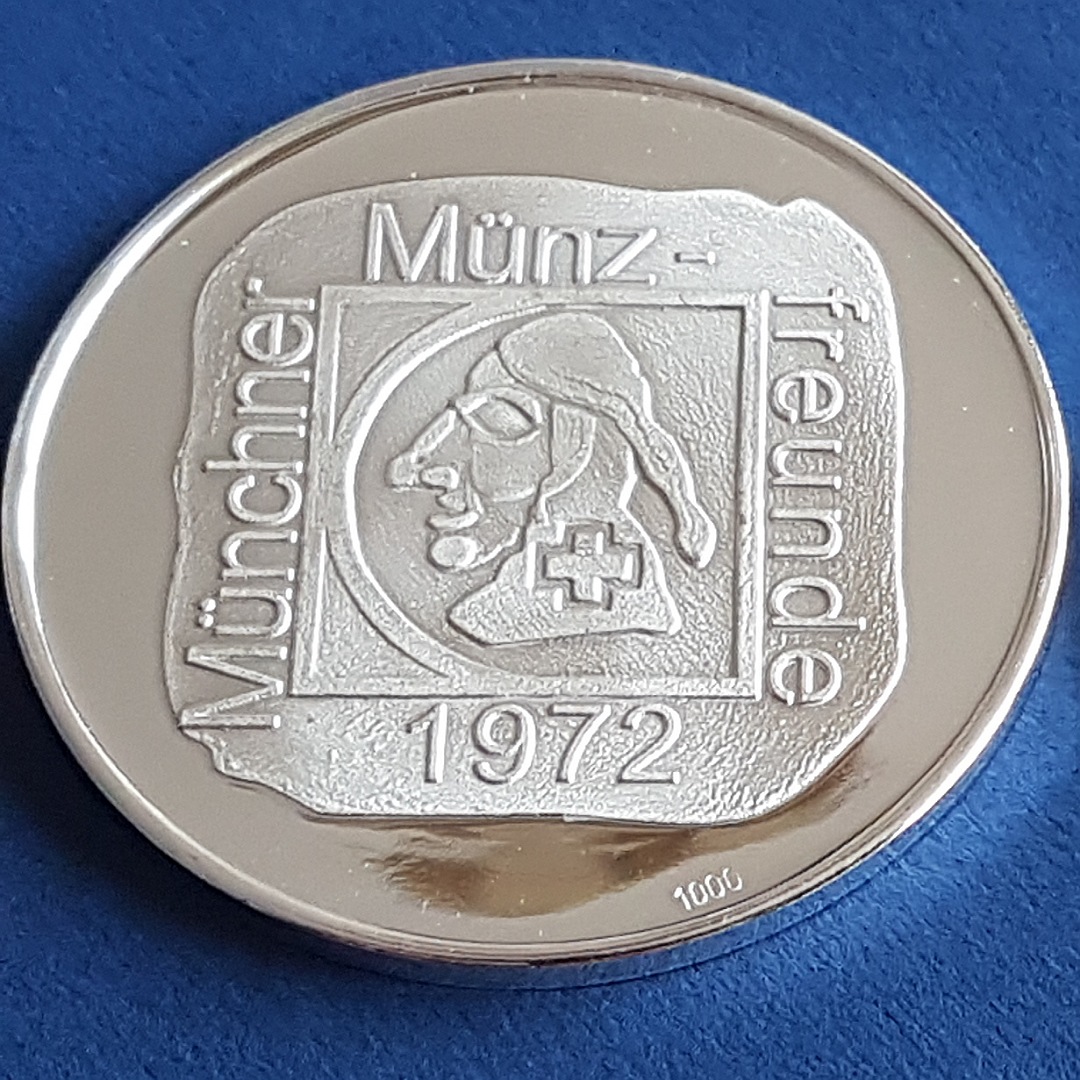 Münchner
Münz-
freunde
1972
1000